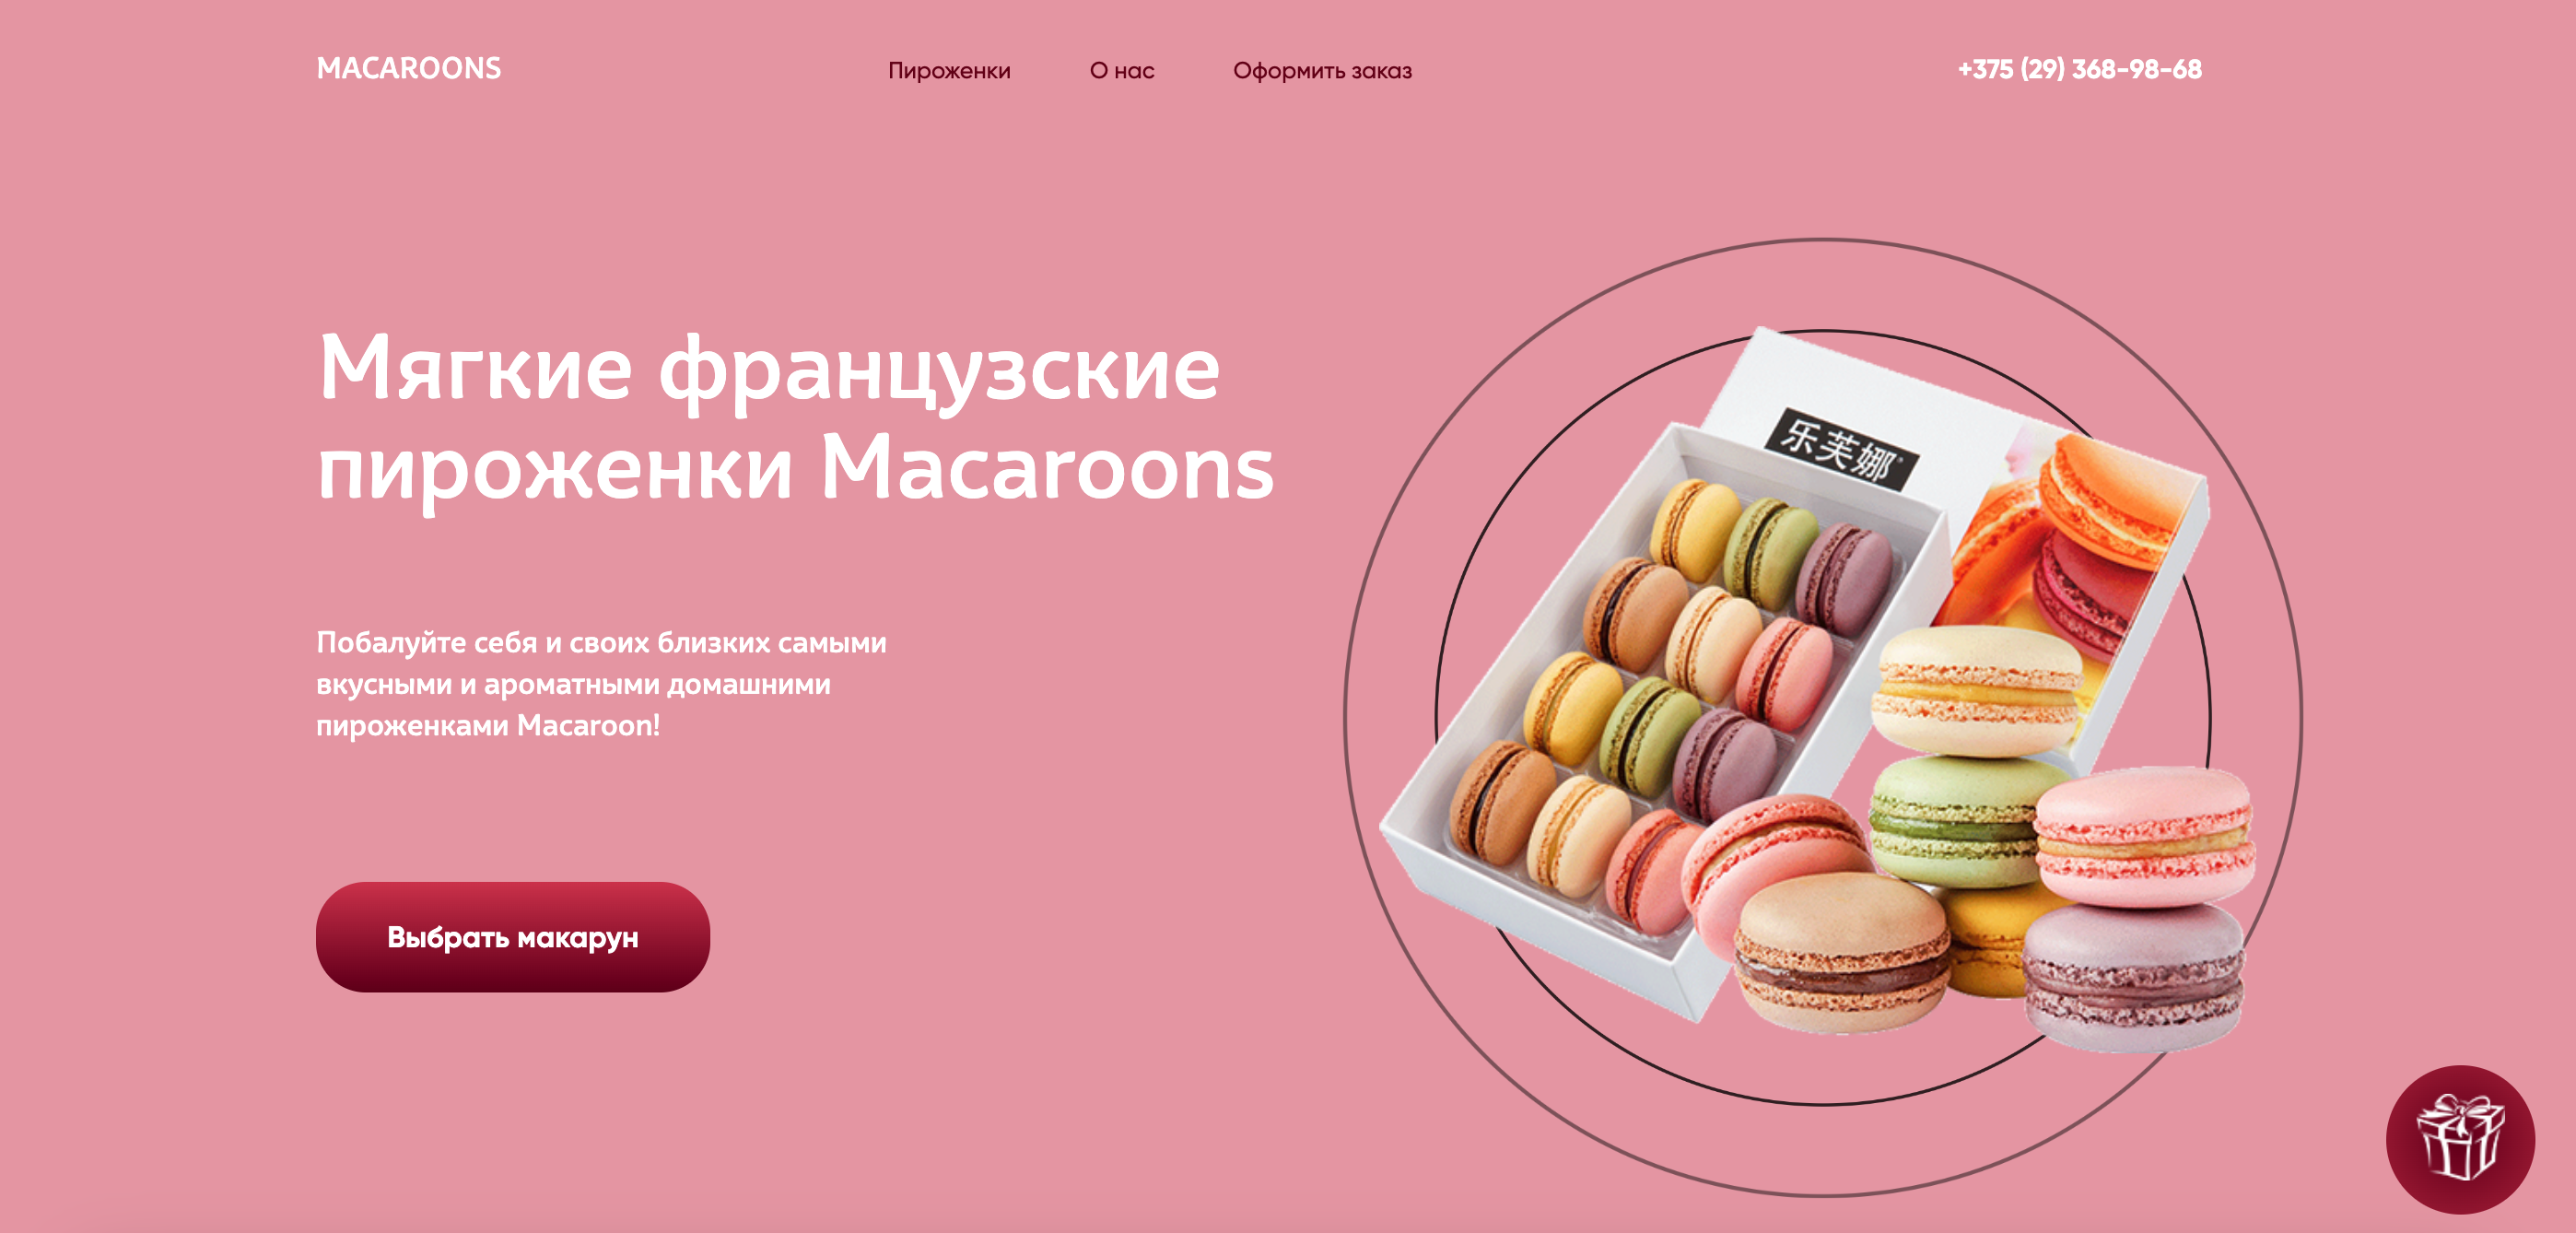 MACAROONS
Пироженки
О нас
Оформить заказ
+375 (29) 368-98-68
Мягкие французские
пироженки Macaroons
乐芙娜
Побалуйте себя и своих близких самыми
вкусными и ароматными домашними
пироженками Macaroon!
Выбрать макарун